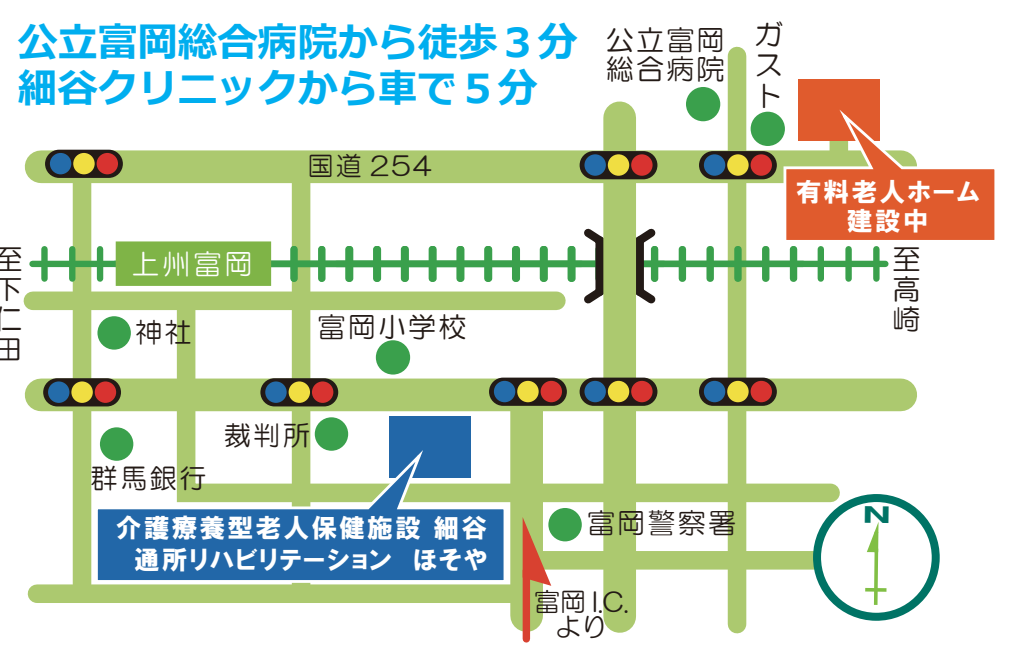 公立富岡総合病院から徒歩３分
細谷クリニックから車で５分
公立富岡
総合病院
ガスト
国道 254
有料老人ホーム
建設中
至下仁田
上州富岡
至高崎
神社
富岡小学校
裁判所
群馬銀行
介護療養型老人保健施設 細谷
通所リハビリテーション ほそや
富岡警察署
N
富岡 I.C.
より